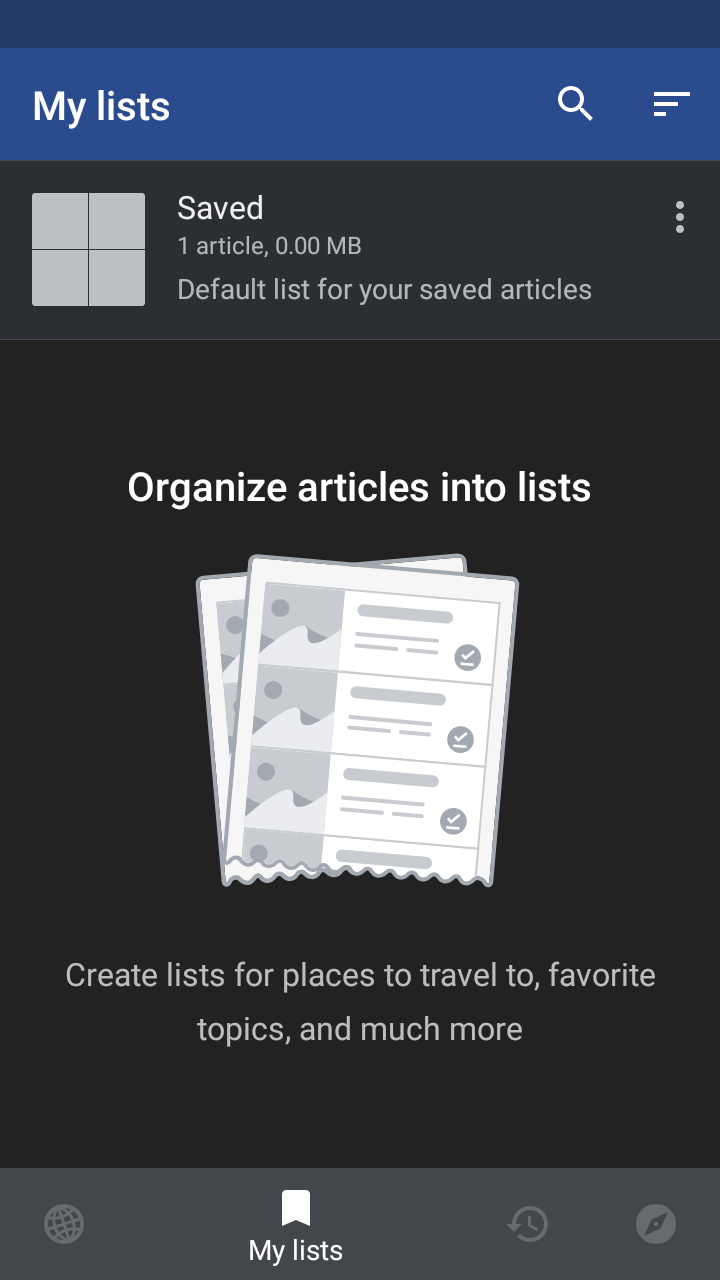 My lists
Saved
1 article, 0.00 MB
Default list for your saved articles
Organize articles into lists
Create lists for places to travel to, favorite
topics, and much more
My lists